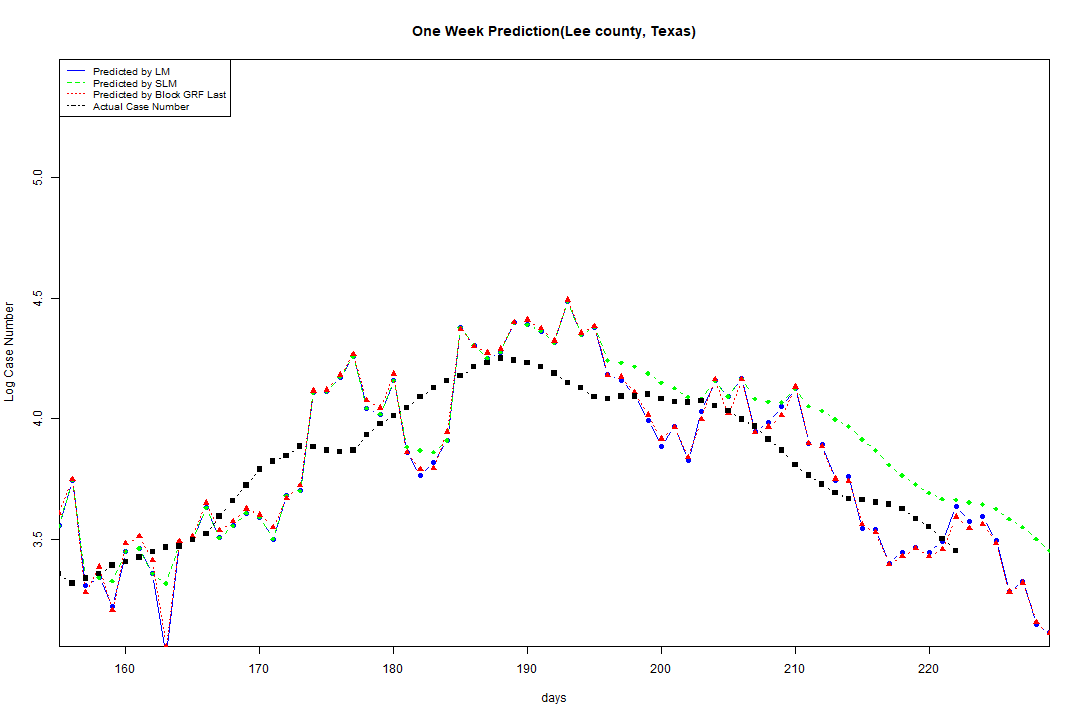 One Week Prediction(Lee county, Texas)
Predicted by LM
Predicted by SLM
Predicted by Block GRF Last
Actual Case Number
Log Case Number
5.0
4.5
4.0
3.5
160 170 180 190 200 210 220
days